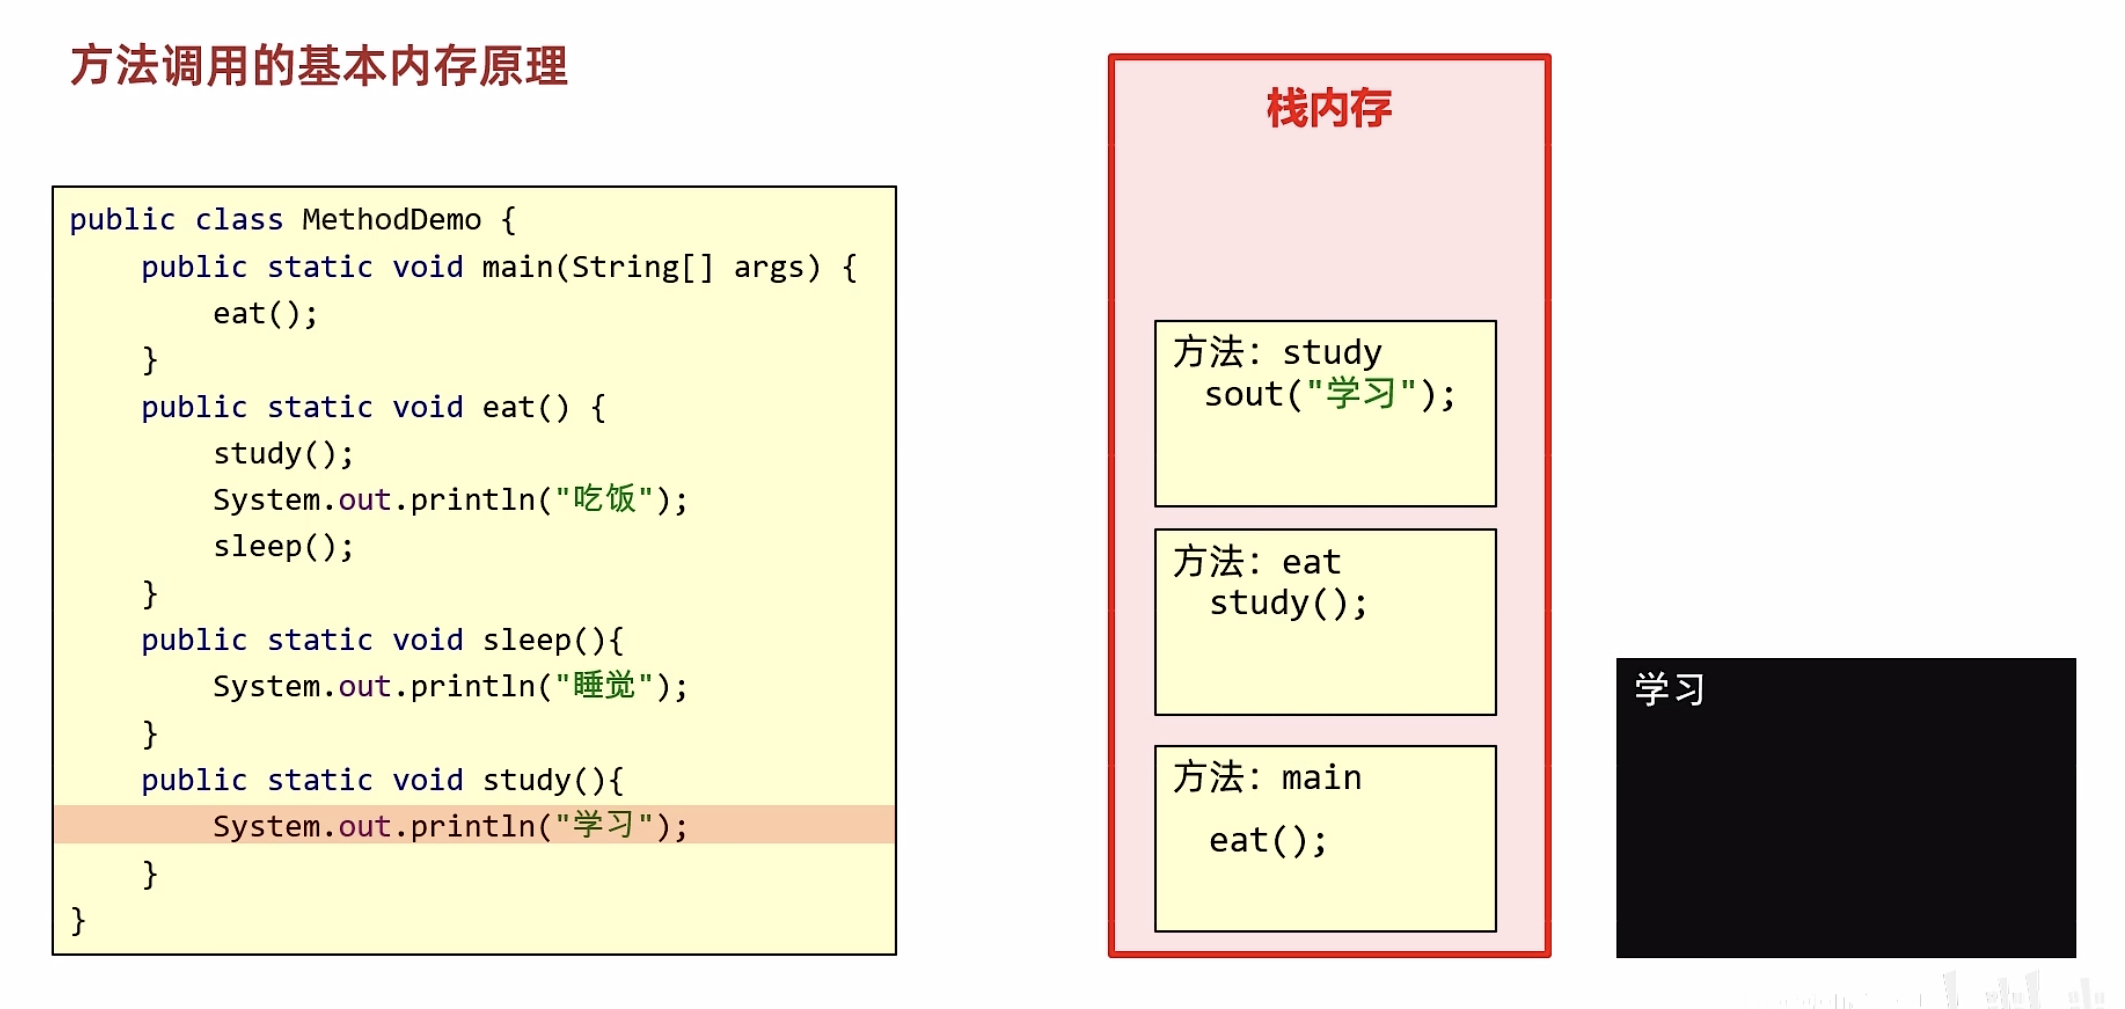 方法调用的基本内存原理
public class MethodDemo {
    public static void main(String[] args) {
        eat();
    }
    public static void eat() {
        study();
        System.out.println("吃饭");
        sleep();
    }
    public static void sleep(){
        System.out.println("睡觉");
    }
    public static void study(){
        System.out.println("学习");
    }
}
栈内存
方法：study
sout("学习");
方法：eat
study();
方法：main
eat();
学习